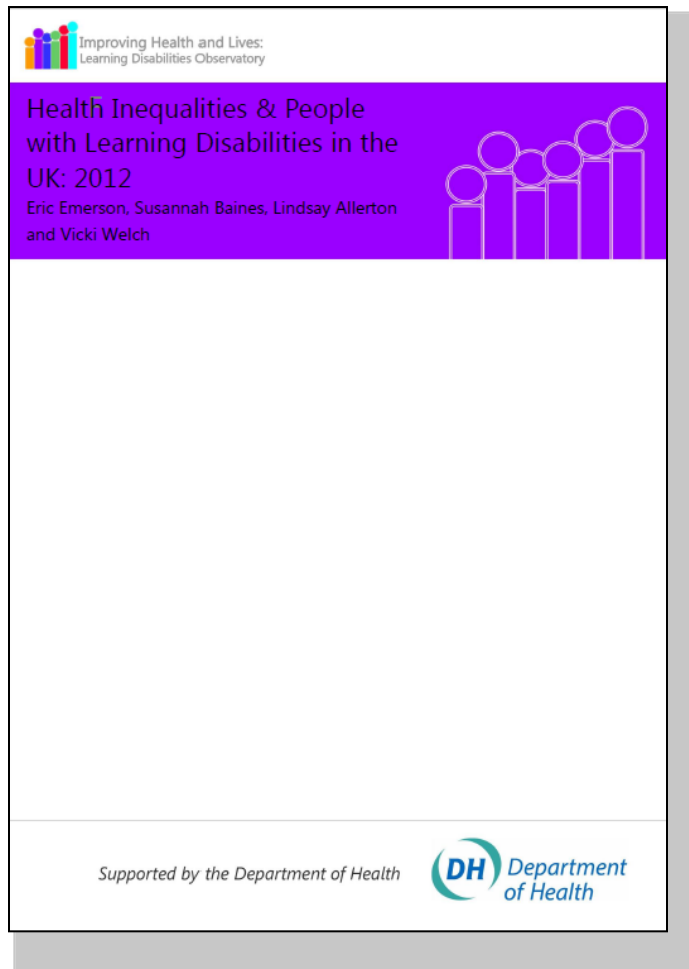 Improving Health and Lives:
Learning Disabilities Observatory
Health Inequalities & People
with Learning Disabilities in the
UK: 2012
Eric Emerson, Susannah Baines, Lindsay Allerton
and Vicki Welch
Supported by the Department of Health
DH Department
of Health